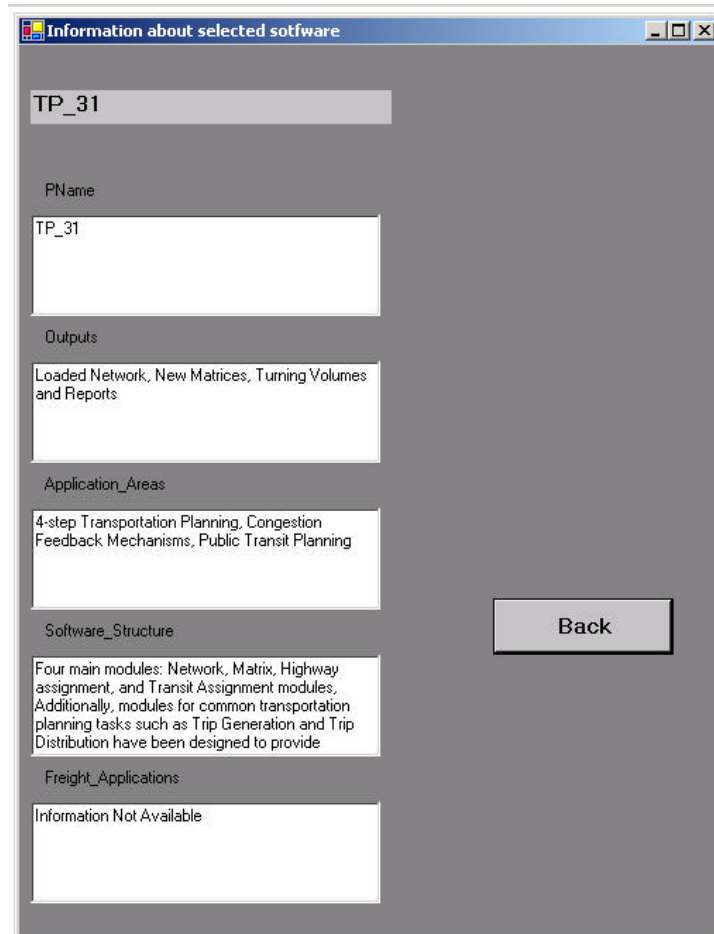 Information about selected sotfware
TP_31
PName
TP_31
Outputs
Loaded Network, New Matrices, Turning Volumes
and Reports
Application_Areas
4-step Transportation Planning, Congestion
Feedback Mechanisms, Public Transit Planning
Software_Structure
Back
Four main modules: Network, Matrix, Highway
assignment, and Transit Assignment modules,
Additionally, modules for common transportation
planning tasks such as Trip Generation and Trip
Distribution have been designed to provide
Freight_Applications
Information Not Available